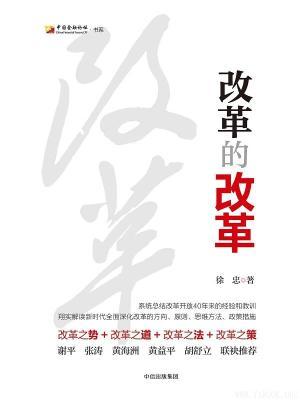 中国金融论坛·书系
改革
改革的改革
徐 忠 著
系统总结改革开放40年来的经验和教训
翔实解读新时代全面深化改革的方向、原则、思维方法、政策措施
改革之势+改革之道+改革之法+改革之策
谢平 张涛 黄海洲 黄益平 胡舒立 联袂推荐
中信出版集团